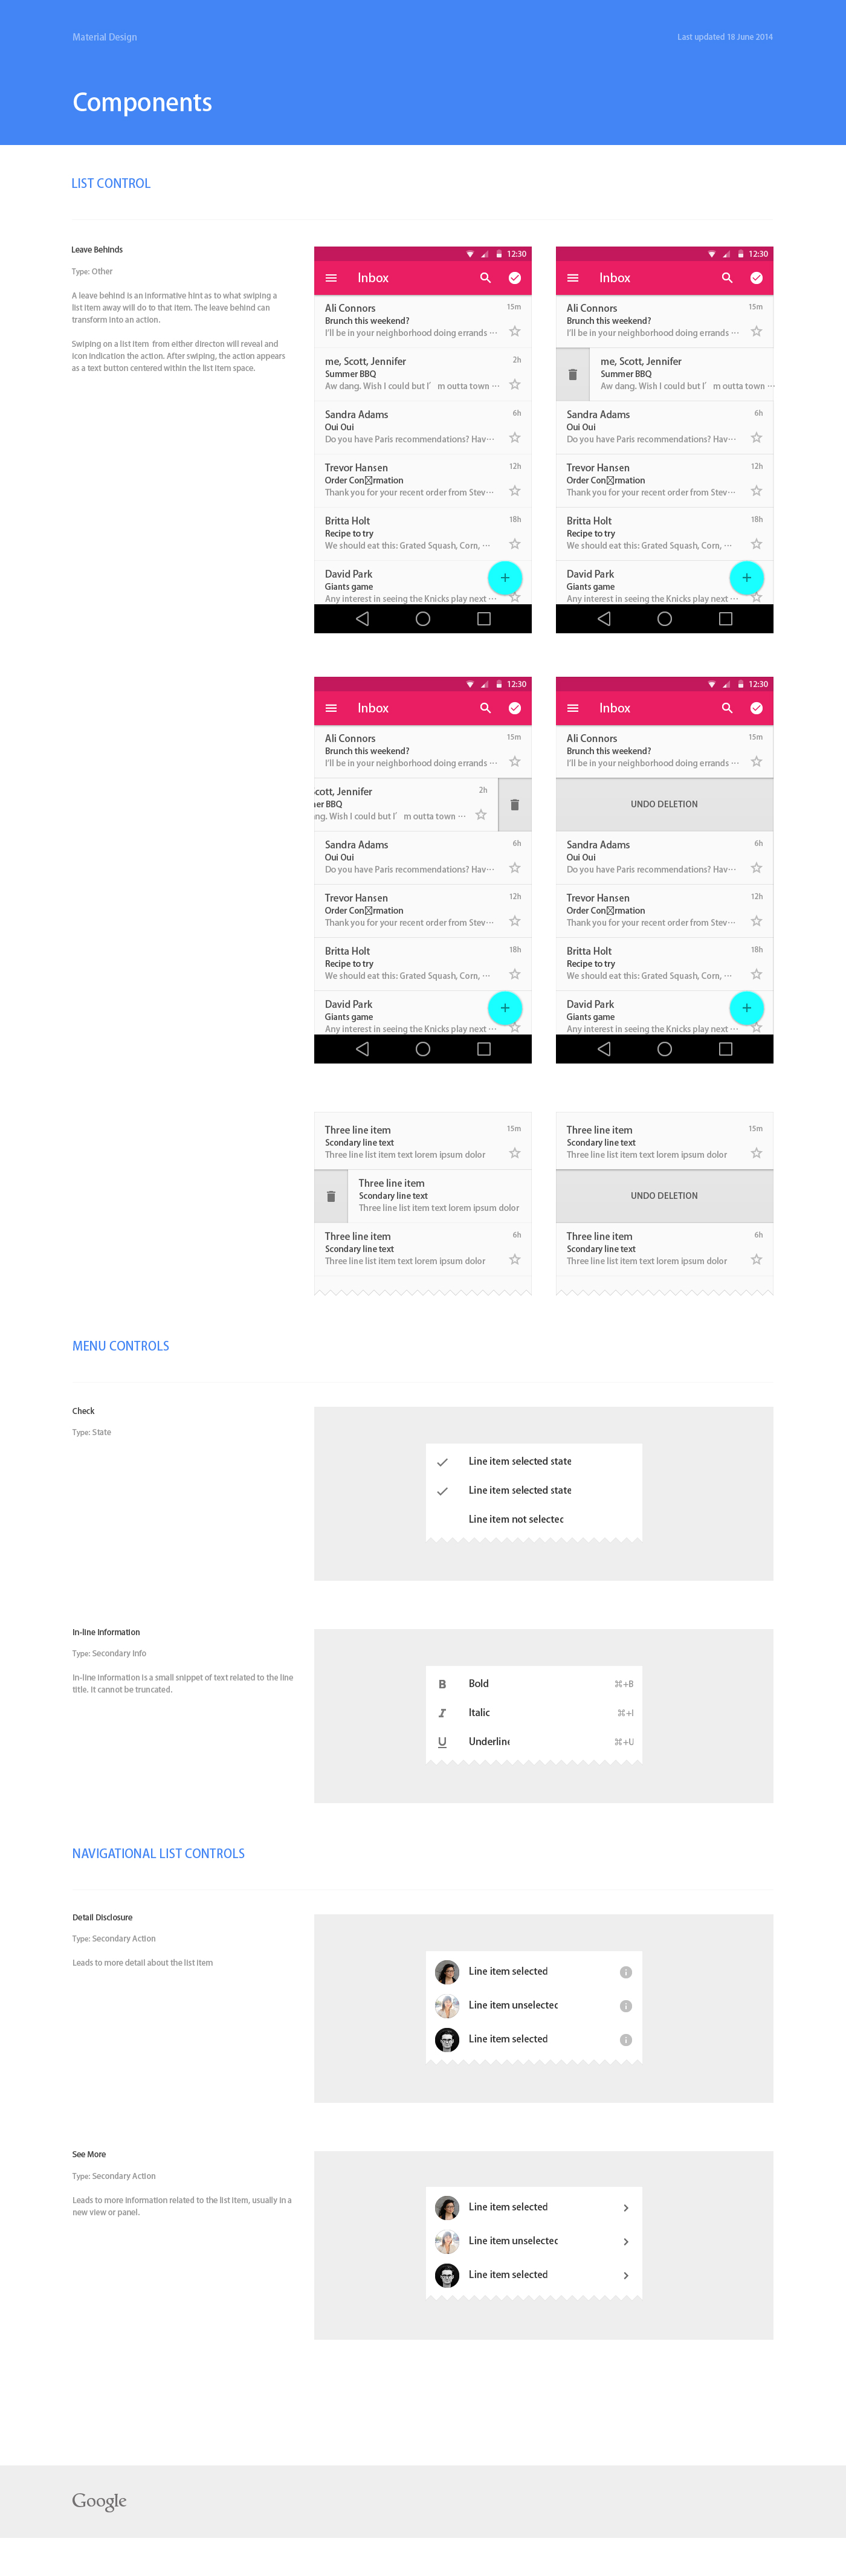 Material Design
Last updated 18 June 2014
Components
LIST CONTROL
Leave Behinds
Type: Other
A leave behind is an informative hint as to what swiping a
list item away will do to that item. The leave behind can
transform into an action.
Swiping on a list item from either directon will reveal and
icon indication the action. After swiping, the action appears
as a text button centered within the list item space.
12:30
Inbox
Ali Connors 15m
Brunch this weekend?
I'll be in your neighborhood doing errands ⋯
me, Scott, Jennifer 2h
Summer BBQ
Aw dang. Wish I could but I' m outta town ⋯
Sandra Adams 6h
Oui Oui
Do you have Paris recommendations? Hav⋯
Trevor Hansen 12h
Order Con☒rmation
Thank you for your recent order from Stev⋯
Britta Holt 18h
Recipe to try
We should eat this: Grated Squash, Corn, ⋯
David Park
Giants game
Any interest in seeing the Knicks play next ⋯
12:30
Inbox
Ali Connors 15m
Brunch this weekend?
I'll be in your neighborhood doing errands ⋯
me, Scott, Jennifer
Summer BBQ
Aw dang. Wish I could but I' m outta town ⋯
Sandra Adams 6h
Oui Oui
Do you have Paris recommendations? Hav⋯
Trevor Hansen 12h
Order Con☒rmation
Thank you for your recent order from Stev⋯
Britta Holt 18h
Recipe to try
We should eat this: Grated Squash, Corn, ⋯
David Park
Giants game
Any interest in seeing the Knicks play next ⋯
12:30
Inbox
Ali Connors 15m
Brunch this weekend?
I'll be in your neighborhood doing errands ⋯
Scott, Jennifer 2h
ner BBQ
ang. Wish I could but I' m outta town ⋯
Sandra Adams 6h
Oui Oui
Do you have Paris recommendations? Hav⋯
Trevor Hansen 12h
Order Con☒rmation
Thank you for your recent order from Stev⋯
Britta Holt 18h
Recipe to try
We should eat this: Grated Squash, Corn, ⋯
David Park
Giants game
Any interest in seeing the Knicks play next ⋯
12:30
Inbox
Ali Connors 15m
Brunch this weekend?
I'll be in your neighborhood doing errands ⋯
UNDO DELETION
Sandra Adams 6h
Oui Oui
Do you have Paris recommendations? Hav⋯
Trevor Hansen 12h
Order Con☒rmation
Thank you for your recent order from Stev⋯
Britta Holt 18h
Recipe to try
We should eat this: Grated Squash, Corn, ⋯
David Park
Giants game
Any interest in seeing the Knicks play next ⋯
Three line item 15m
Scondary line text
Three line list item text lorem ipsum dolor
Three line item
Scondary line text
Three line list item text lorem ipsum dolor
Three line item 6h
Scondary line text
Three line list item text lorem ipsum dolor
Three line item 15m
Scondary line text
Three line list item text lorem ipsum dolor
UNDO DELETION
Three line item 6h
Scondary line text
Three line list item text lorem ipsum dolor
MENU CONTROLS
Check
Type: State
Line item selected state
Line item selected state
Line item not selected
In-line Information
Type: Secondary Info
In-line information is a small snippet of text related to the line
title. It cannot be truncated.
B Bold ⌘+B
I Italic ⌘+I
U Underline ⌘+U
NAVIGATIONAL LIST CONTROLS
Detail Disclosure
Type: Secondary Action
Leads to more detail about the list item
Line item selected
Line item unselected
Line item selected
See More
Type: Secondary Action
Leads to more information related to the list item, usually in a
new view or panel.
Line item selected
Line item unselected
Line item selected
Google